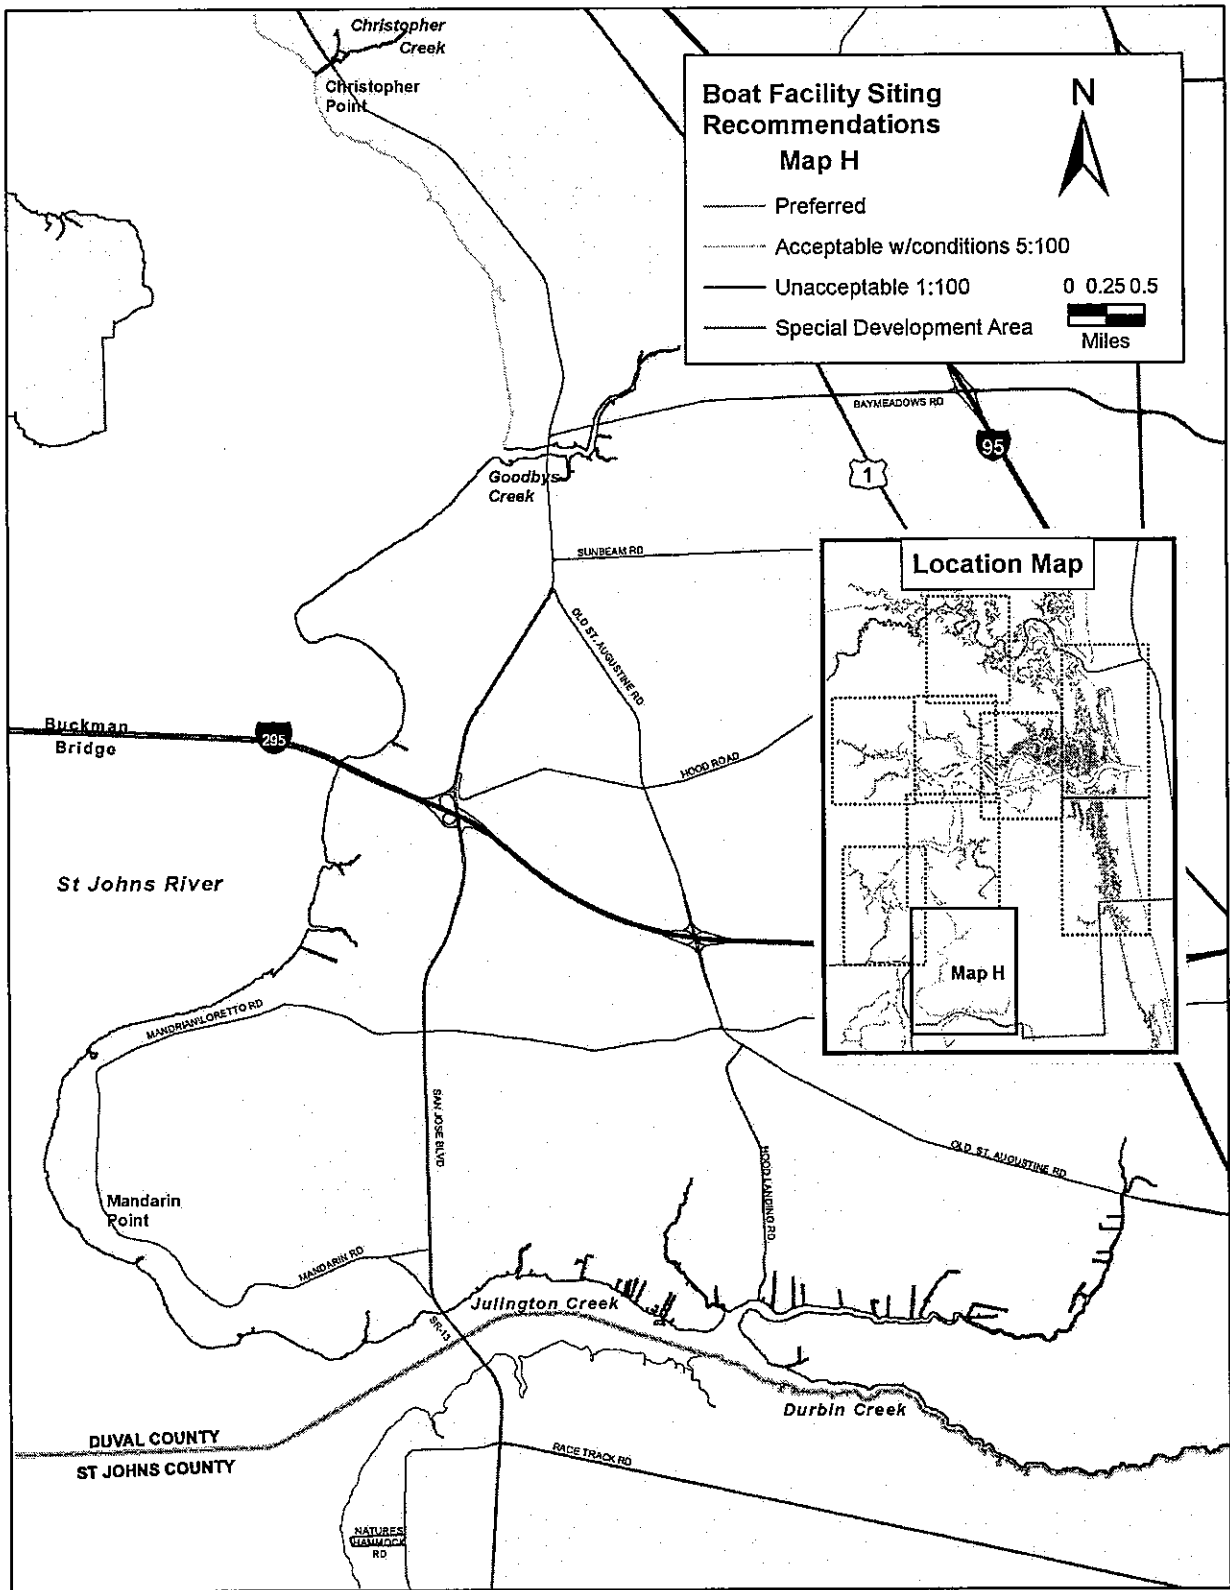 Christopher
Creek
Christopher
Point
Boat Facility Siting
Recommendations
Map H
N
Preferred
Acceptable w/conditions 5:100
Unacceptable 1:100
Special Development Area
0 0.25 0.5
Miles
BAYMEADOWS RD
95
1
Goodbys
Creek
SUNBEAM RD
Location Map
Map H
OLD ST. AUGUSTINE RD
Buckman
Bridge
295
HOOD ROAD
St Johns River
MANDRIAN LORETTO RD
SAN JOSE BLVD
HOOD LANDING RD
OLD ST. AUGUSTINE RD
Mandarin
Point
MANDARIN RD
Julington Creek
SR-13
Durbin Creek
DUVAL COUNTY
ST JOHNS COUNTY
RACE TRACK RD
NATURES
HAMMOCK
RD